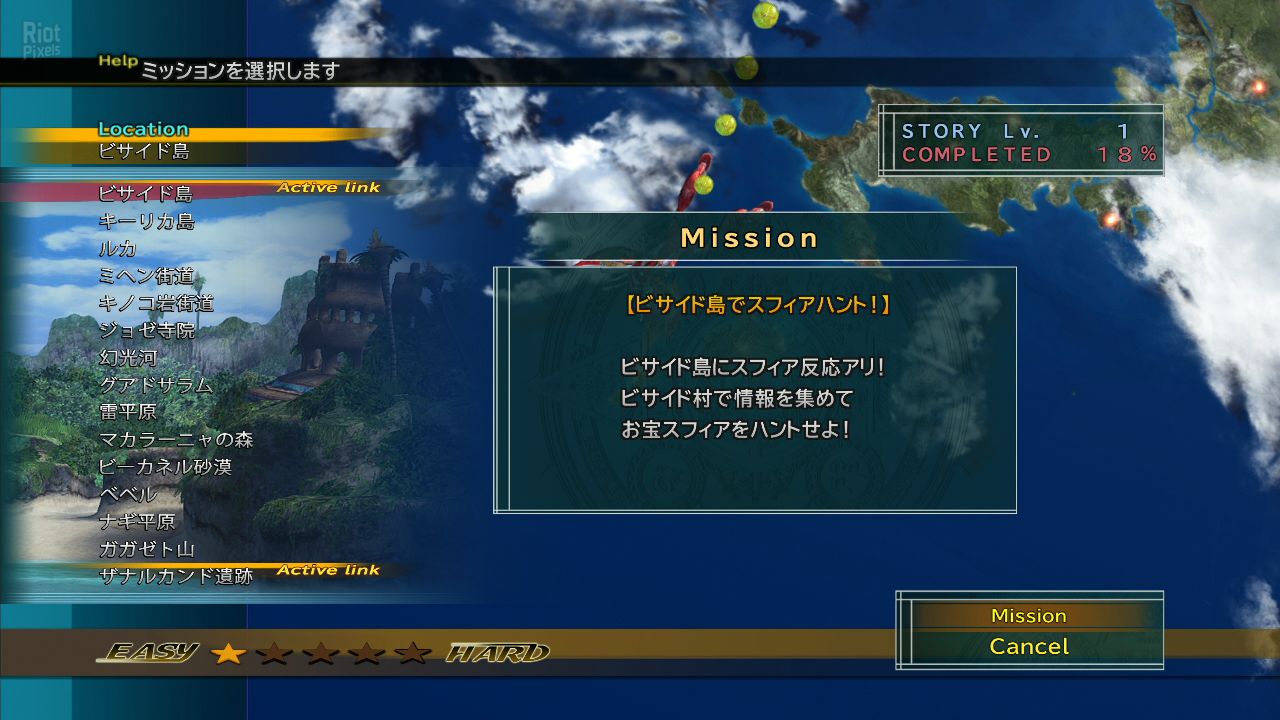 Riot
Pixels
Help ミッションを選択します
Location
ビサイド島
STORY Lv. 1
COMPLETED 18%
Active link
ビサイド島
キーリカ島
ルカ
ミヘン街道
キノコ岩街道
ジョゼ寺院
幻光河
グアドサラム
雷平原
マカラーニャの森
ビーカネル砂漠
ベベル
ナギ平原
ガガゼト山
ザナルカンド遺跡
Active link
Mission
【ビサイド島でスフィアハント!】
ビサイド島にスフィア反応アリ!
ビサイド村で情報を集めて
お宝スフィアをハントせよ!
Mission
Cancel
EASY HARD